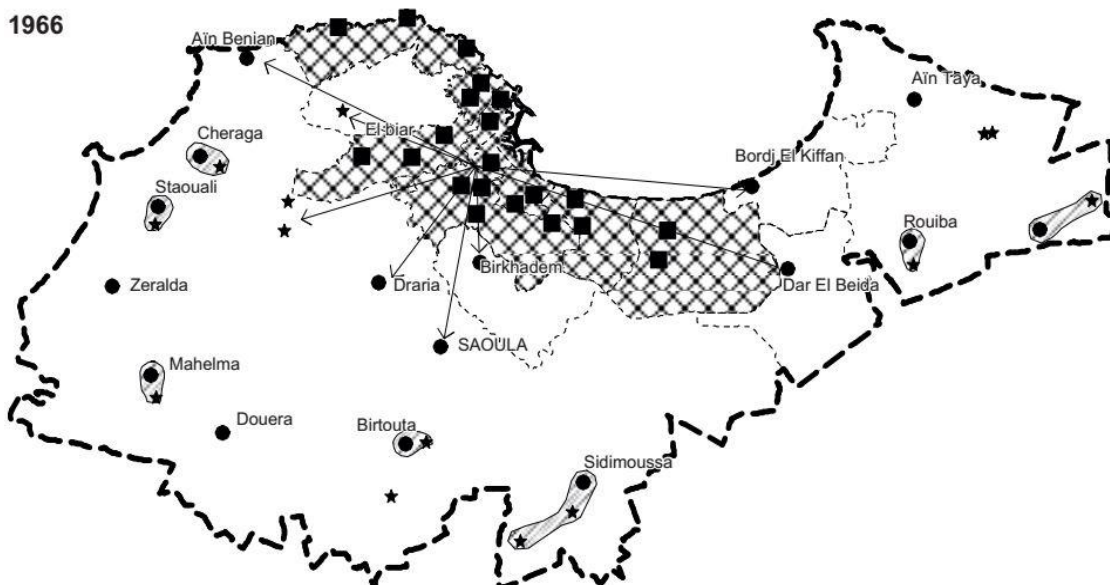 1966
Aïn Benian
Aïn Taya
El biar
Cheraga
Bordj El Kiffan
Staouali
Rouiba
Birkhadem
Zeralda
Draria
Dar El Beida
SAOULA
Mahelma
Douera
Birtouta
Sidimoussa